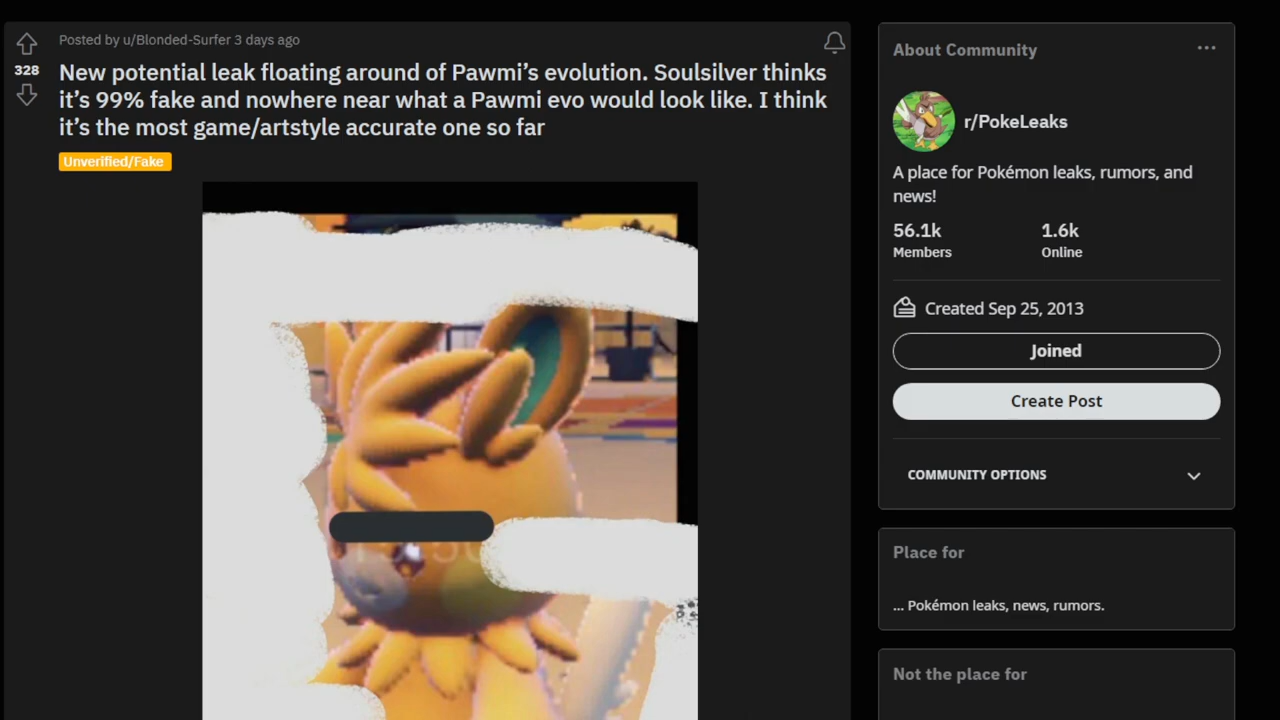 Posted by u/Blonded-Surfer 3 days ago
328
New potential leak floating around of Pawmi’s evolution. Soulsilver thinks
it’s 99% fake and nowhere near what a Pawmi evo would look like. I think
it’s the most game/artstyle accurate one so far
Unverified/Fake
About Community
r/PokeLeaks
A place for Pokémon leaks, rumors, and
news!
56.1k
1.6k
Members
Online
Created Sep 25, 2013
Joined
Create Post
COMMUNITY OPTIONS
Place for
... Pokémon leaks, news, rumors.
Not the place for